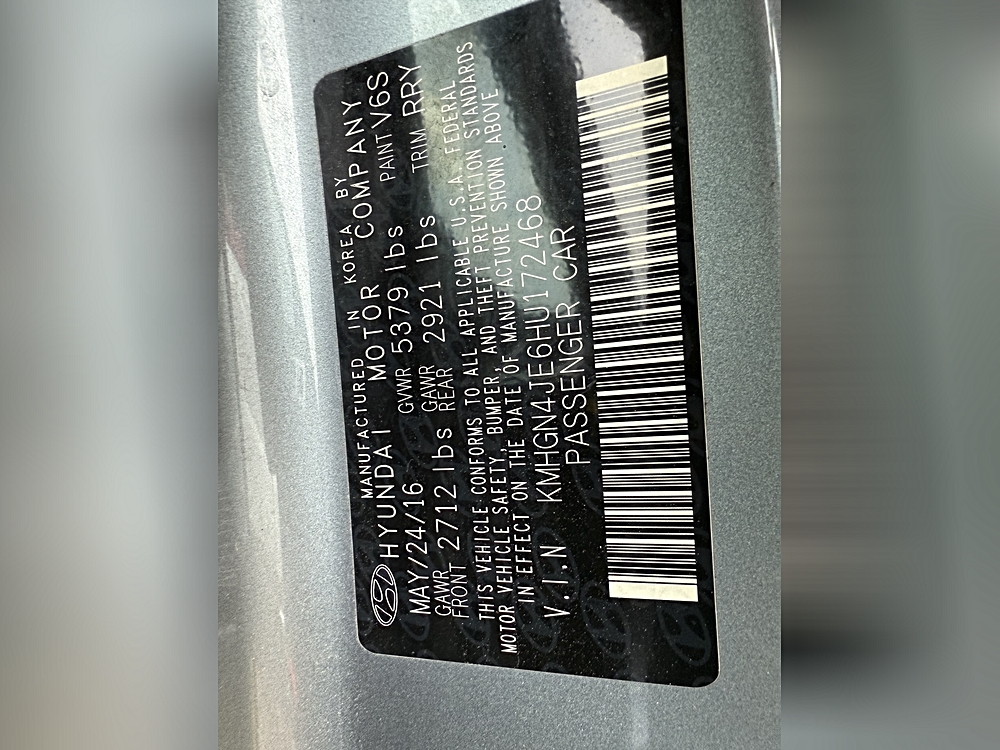 MANUFACTURED IN KOREA BY
HYUNDAI MOTOR COMPANY
MAY/24/16 GVWR 5379 lbs PAINT V6S
GAWR FRONT 2712 lbs GAWR REAR 2921 lbs TRIM RRY
THIS VEHICLE CONFORMS TO ALL APPLICABLE U.S.A. FEDERAL
MOTOR VEHICLE SAFETY, BUMPER, AND THEFT PREVENTION STANDARDS
IN EFFECT ON THE DATE OF MANUFACTURE SHOWN ABOVE
V.I.N KMHGN4JE6HU172468
PASSENGER CAR